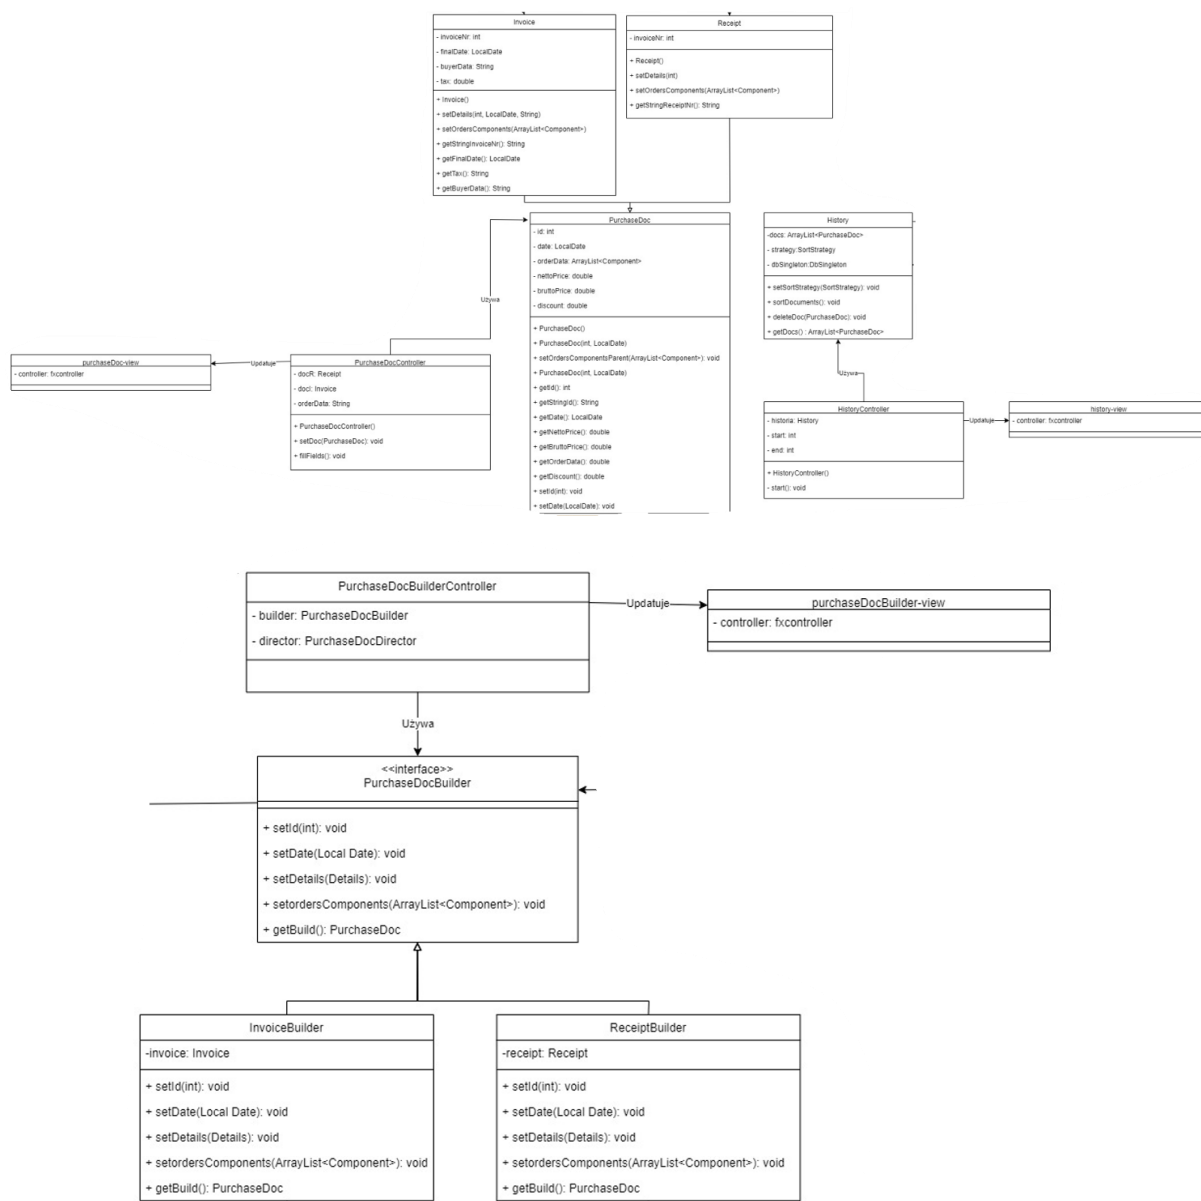 Invoice
- invoiceNr: int
- finalDate: LocalDate
- buyerData: String
- tax: double
+ Invoice()
+ setDetails(int, LocalDate, String)
+ setOrdersComponents(ArrayList<Component>)
+ getStringInvoiceNr(): String
+ getFinalDate(): LocalDate
+ getTax(): String
+ getBuyerData(): String
Receipt
- invoiceNr: int
+ Receipt()
+ setDetails(int)
+ setOrdersComponents(ArrayList<Component>)
+ getStringReceiptNr(): String
PurchaseDoc
- id: int
- date: LocalDate
- orderData: ArrayList<Component>
- nettoPrice: double
- bruttoPrice: double
- discount: double
+ PurchaseDoc()
+ PurchaseDoc(int, LocalDate)
+ setOrdersComponentsParent(ArrayList<Component>): void
+ PurchaseDoc(int, LocalDate)
+ getId(): int
+ getStringId(): String
+ getDate(): LocalDate
+ getNettoPrice(): double
+ getBruttoPrice(): double
+ getOrderData(): double
+ getDiscount(): double
+ setId(int): void
+ setDate(LocalDate): void
History
-docs: ArrayList<PurchaseDoc>
- strategy:SortStrategy
- dbSingleton:DbSingleton
+ setSortStrategy(SortStrategy): void
+ sortDocuments(): void
+ deleteDoc(PurchaseDoc): void
+ getDocs() : ArrayList<PurchaseDoc>
Używa
Używa
purchaseDoc-view
- controller: fxcontroller
Updatuje
PurchaseDocController
- docR: Receipt
- docI: Invoice
- orderData: String
+ PurchaseDocController()
+ setDoc(PurchaseDoc): void
+ fillFields(): void
HistoryController
- historia: History
- start: int
- end: int
+ HistoryController()
- start(): void
Updatuje
history-view
- controller: fxcontroller
PurchaseDocBuilderController
- builder: PurchaseDocBuilder
- director: PurchaseDocDirector
Updatuje
purchaseDocBuilder-view
- controller: fxcontroller
Używa
<<interface>>
PurchaseDocBuilder
+ setId(int): void
+ setDate(Local Date): void
+ setDetails(Details): void
+ setordersComponents(ArrayList<Component>): void
+ getBuild(): PurchaseDoc
InvoiceBuilder
-invoice: Invoice
+ setId(int): void
+ setDate(Local Date): void
+ setDetails(Details): void
+ setordersComponents(ArrayList<Component>): void
+ getBuild(): PurchaseDoc
ReceiptBuilder
-receipt: Receipt
+ setId(int): void
+ setDate(Local Date): void
+ setDetails(Details): void
+ setordersComponents(ArrayList<Component>): void
+ getBuild(): PurchaseDoc